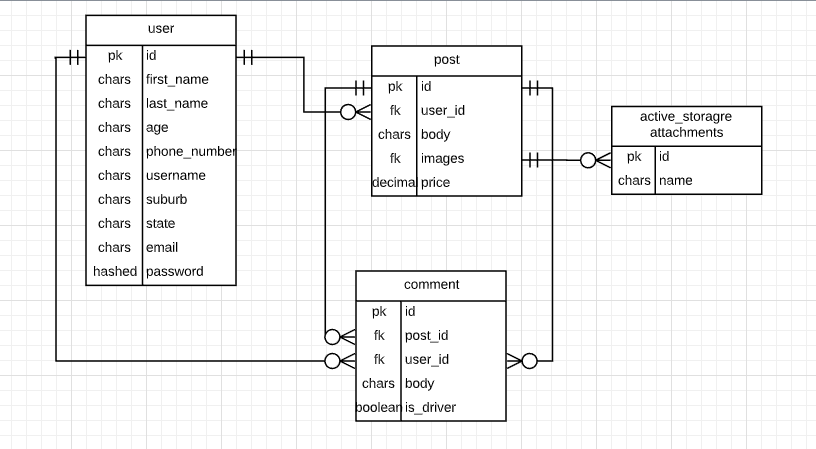 user
pk id
chars first_name
chars last_name
chars age
chars phone_number
chars username
chars suburb
chars state
chars email
hashed password
post
pk id
fk user_id
chars body
fk images
decimal price
active_storagre
attachments
pk id
chars name
comment
pk id
fk post_id
fk user_id
chars body
boolean is_driver